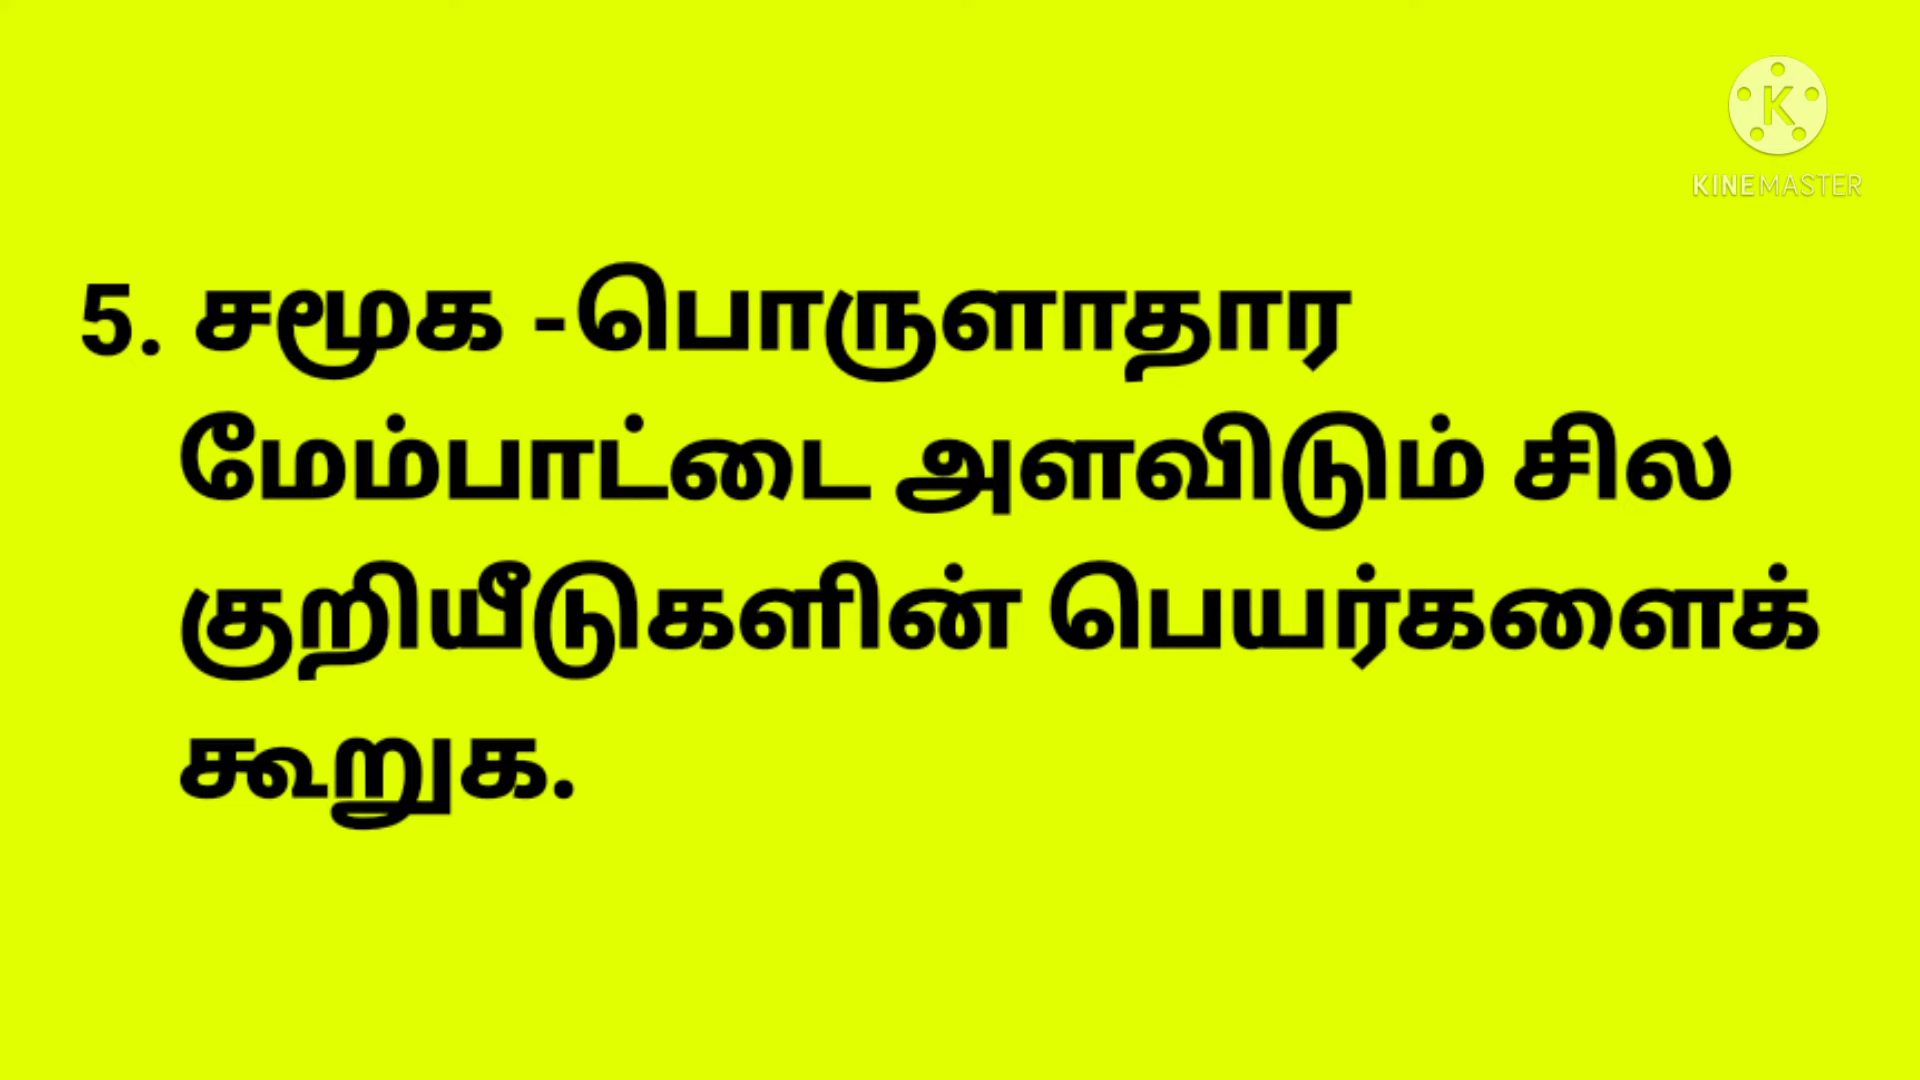 KINEMASTER
5. சமூக -பொருளாதார
மேம்பாட்டை அளவிடும் சில
குறியீடுகளின் பெயர்களைக்
கூறுக.